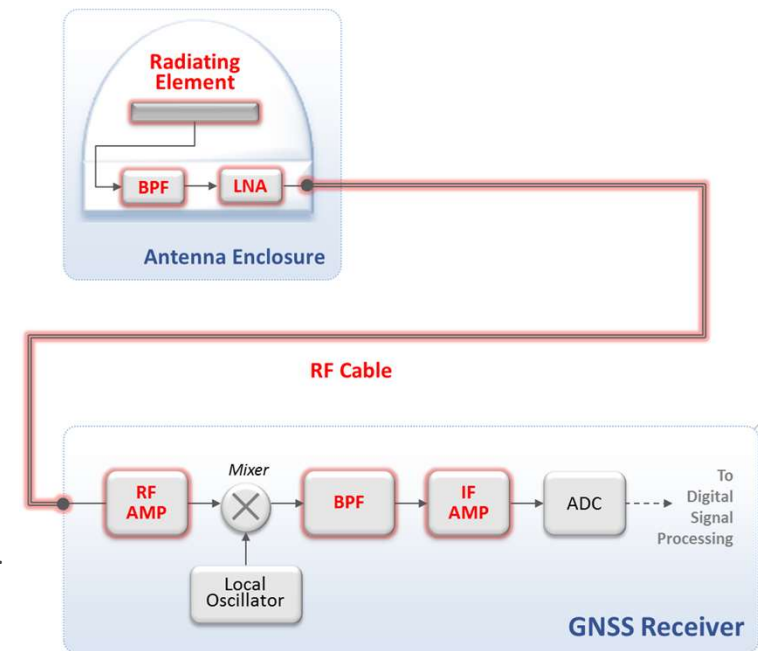 Radiating
Element
BPF
LNA
Antenna Enclosure
RF Cable
Mixer
RF
AMP
BPF
IF
AMP
ADC
To
Digital
Signal
Processing
Local
Oscillator
GNSS Receiver